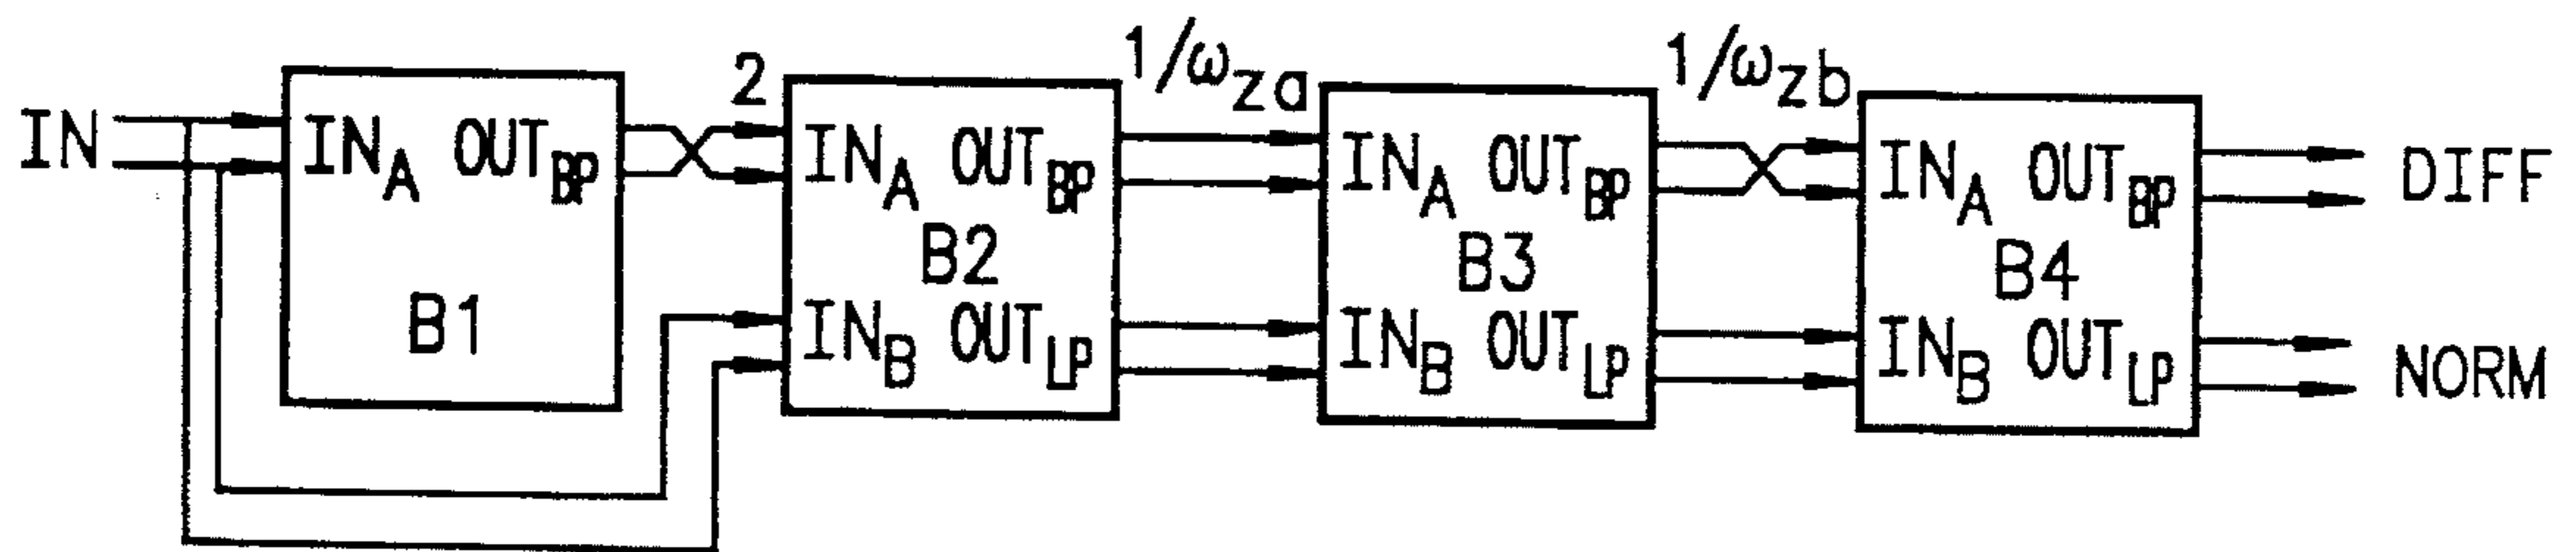 2
1/ωza
1/ωzb
IN
INA OUTBP
B1
INA OUTBP
B2
INB OUTLP
INA OUTBP
B3
INB OUTLP
INA OUTBP
B4
INB OUTLP
DIFF
NORM